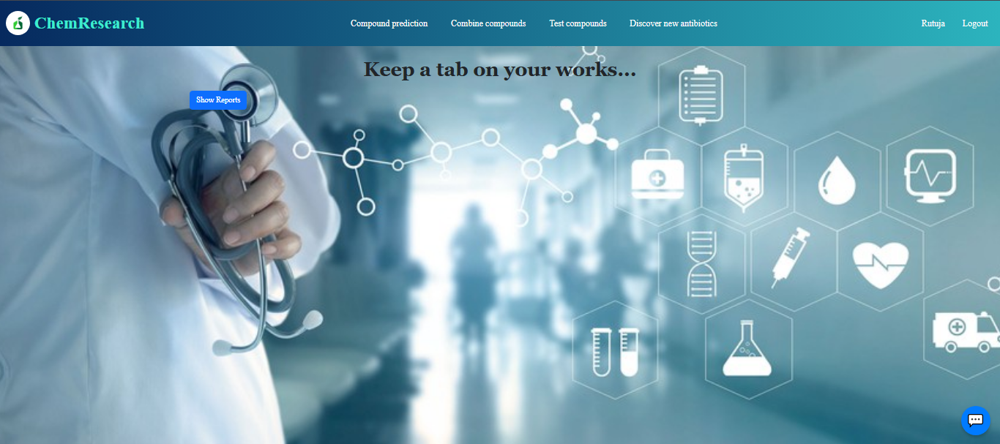 ChemResearch
Compound prediction
Combine compounds
Test compounds
Discover new antibiotics
Rutuja
Logout
Keep a tab on your works...
Show Reports